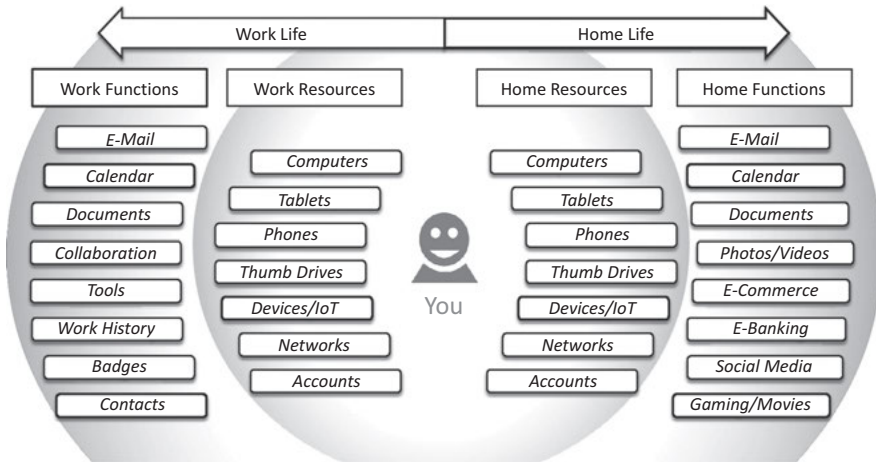 Work Life
Home Life
Work Functions
Work Resources
Home Resources
Home Functions
E-Mail
Calendar
Documents
Collaboration
Tools
Work History
Badges
Contacts
Computers
Tablets
Phones
Thumb Drives
Devices/IoT
Networks
Accounts
You
Computers
Tablets
Phones
Thumb Drives
Devices/IoT
Networks
Accounts
E-Mail
Calendar
Documents
Photos/Videos
E-Commerce
E-Banking
Social Media
Gaming/Movies